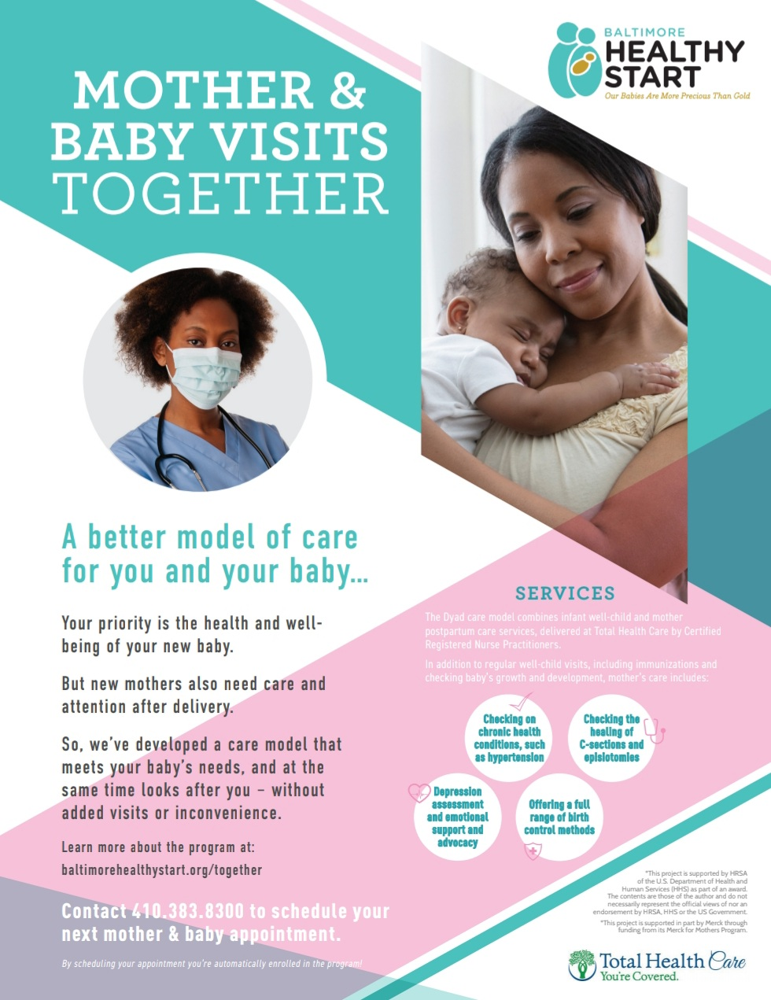 BALTIMORE
HEALTHY
START
Our Babies Are More Precious Than Gold
MOTHER &
BABY VISITS
TOGETHER
A better model of care
for you and your baby...
Your priority is the health and well-
being of your new baby.
But new mothers also need care and
attention after delivery.
So, we've developed a care model that
meets your baby's needs, and at the
same time looks after you – without
added visits or inconvenience.
Learn more about the program at:
baltimorehealthystart.org/together
Contact 410.383.8300 to schedule your
next mother & baby appointment.
By scheduling your appointment you're automatically enrolled in the program!
SERVICES
The Dyad care model combines infant well-child and mother
postpartum care services, delivered at Total Health Care by Certified
Registered Nurse Practitioners.
In addition to regular well-child visits, including immunizations and
checking baby's growth and development, mother's care includes:
Checking on
chronic health
conditions, such
as hypertension
Checking the
healing of
C-sections and
episiotomies
Depression
assessment
and emotional
support and
advocacy
Offering a full
range of birth
control methods
*This project is supported by HRSA
of the U.S. Department of Health and
Human Services (HHS) as part of an award.
The contents are those of the author and do not
necessarily represent the official views of nor an
endorsement by HRSA, HHS or the US Government.
*This project is supported in part by Merck through
funding from its Merck for Mothers Program.
Total Health Care
You're Covered.